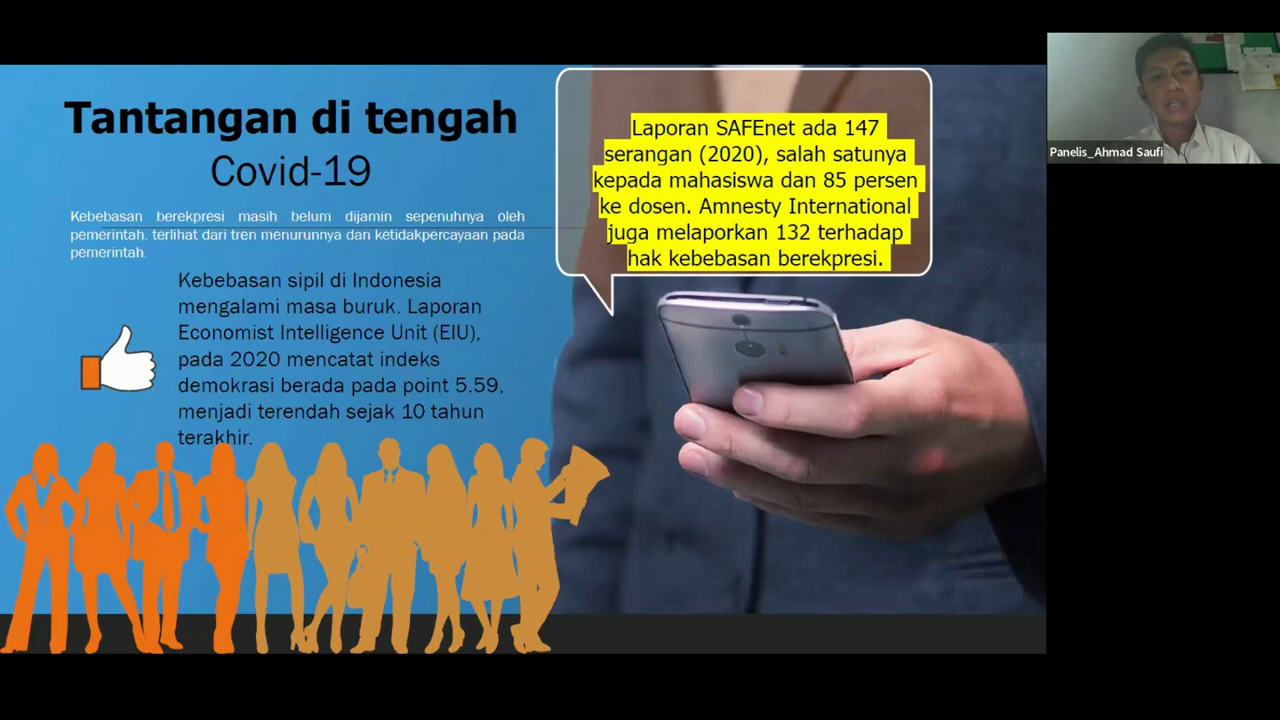 Tantangan di tengah
Covid-19
Kebebasan berekpresi masih belum dijamin sepenuhnya oleh
pemerintah. terlihat dari tren menurunnya dan ketidakpercayaan pada
pemerintah.
Kebebasan sipil di Indonesia
mengalami masa buruk. Laporan
Economist Intelligence Unit (EIU),
pada 2020 mencatat indeks
demokrasi berada pada point 5.59,
menjadi terendah sejak 10 tahun
terakhir.
Laporan SAFEnet ada 147
serangan (2020), salah satunya
kepada mahasiswa dan 85 persen
ke dosen. Amnesty International
juga melaporkan 132 terhadap
hak kebebasan berekpresi.
Panelis_Ahmad Saufi